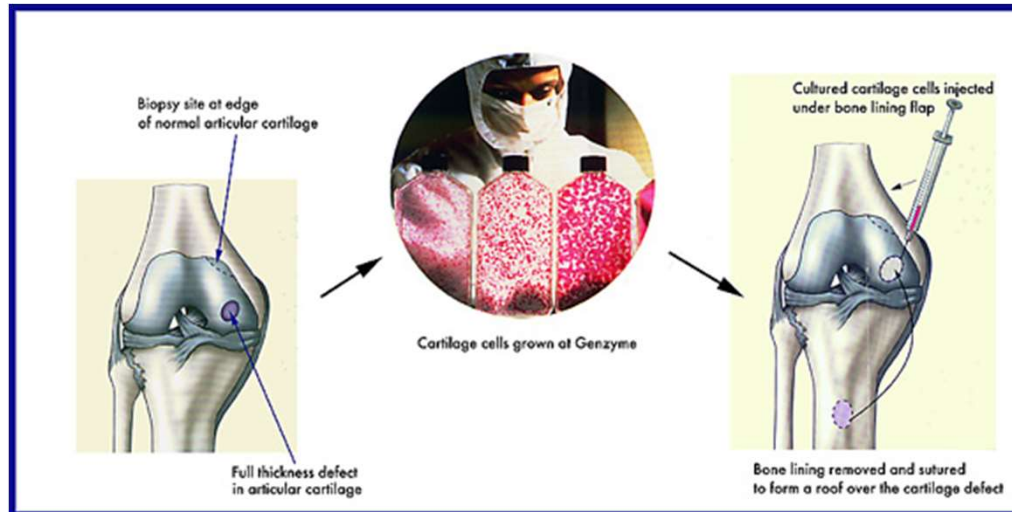 Biopsy site at edge
of normal articular cartilage
Full thickness defect
in articular cartilage
Cartilage cells grown at Genzyme
Cultured cartilage cells injected
under bone lining flap
Bone lining removed and sutured
to form a roof over the cartilage defect